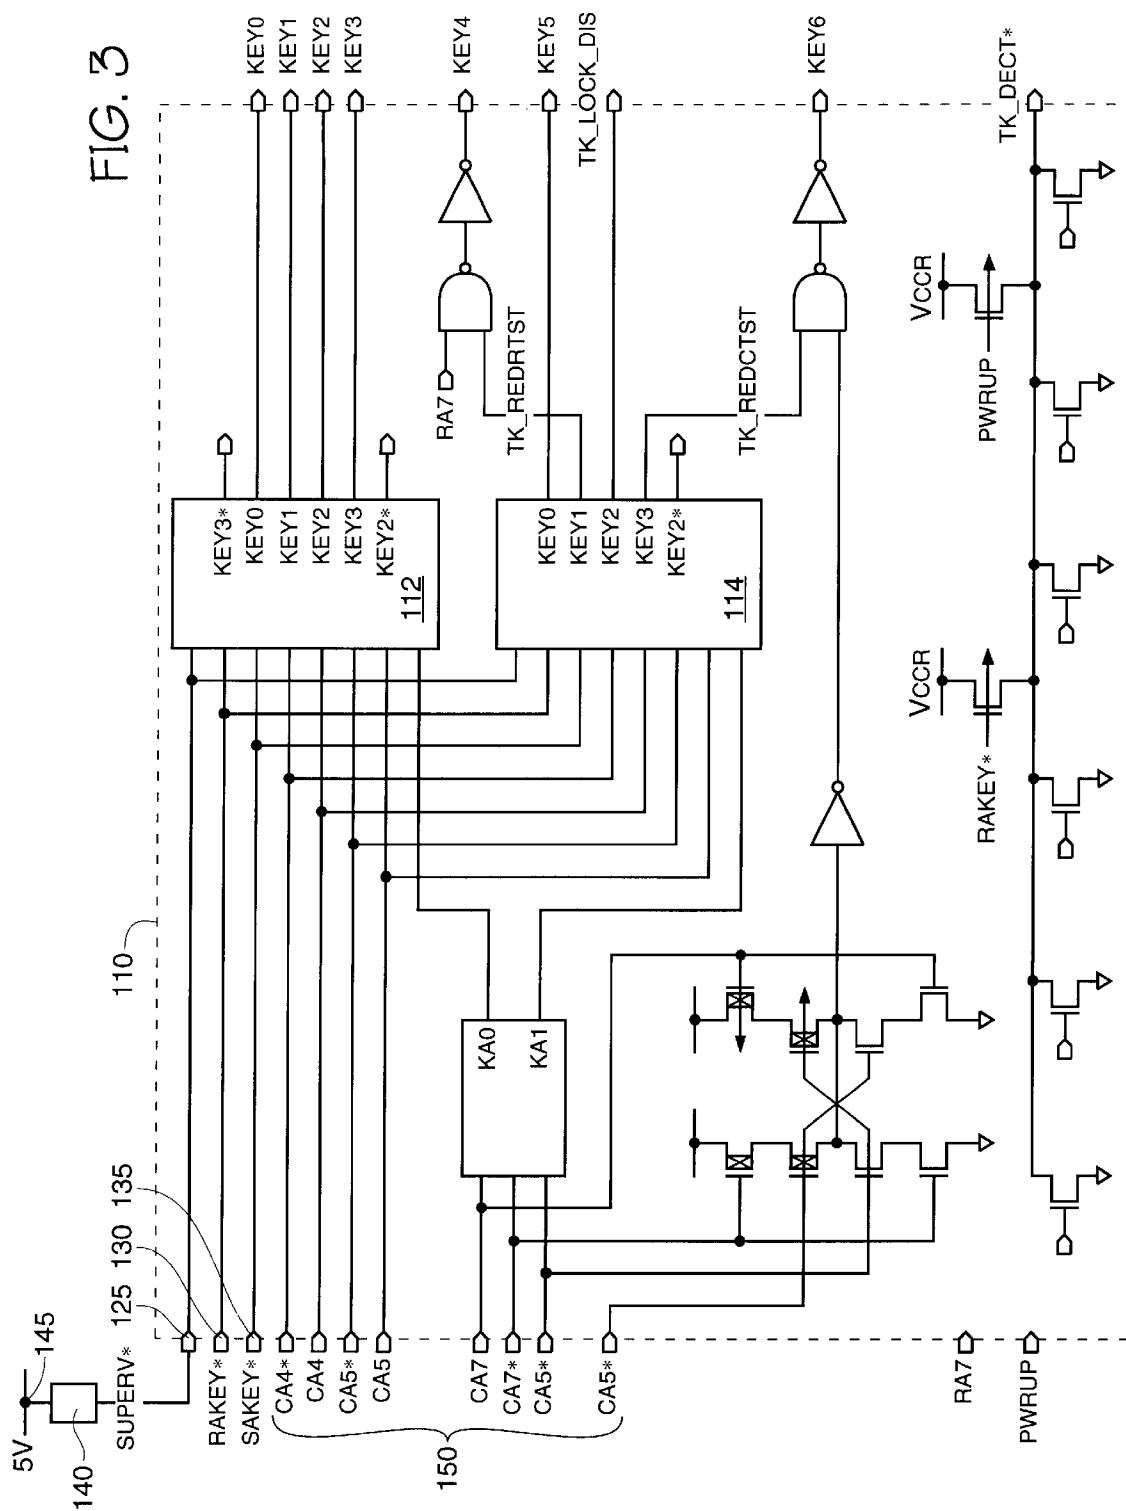 FIG. 3
KEY0
KEY1
KEY2
KEY3
KEY4
KEY5
TK_LOCK_DIS
KEY6
TK_DECT*
110
KEY3*
KEY0
KEY1
KEY2
KEY3
KEY2*
112
KEY0
KEY1
KEY2
KEY3
KEY2*
114
RA7
TK_REDRTST
TK_REDCTST
VCCR
PWRUP
VCCR
RAKEY*
KA0
KA1
5V
145
140
SUPERV*
125
130
135
RAKEY*
SAKEY*
CA4*
CA4
CA5*
CA5
CA7
CA7*
CA5*
CA5*
150
RA7
PWRUP